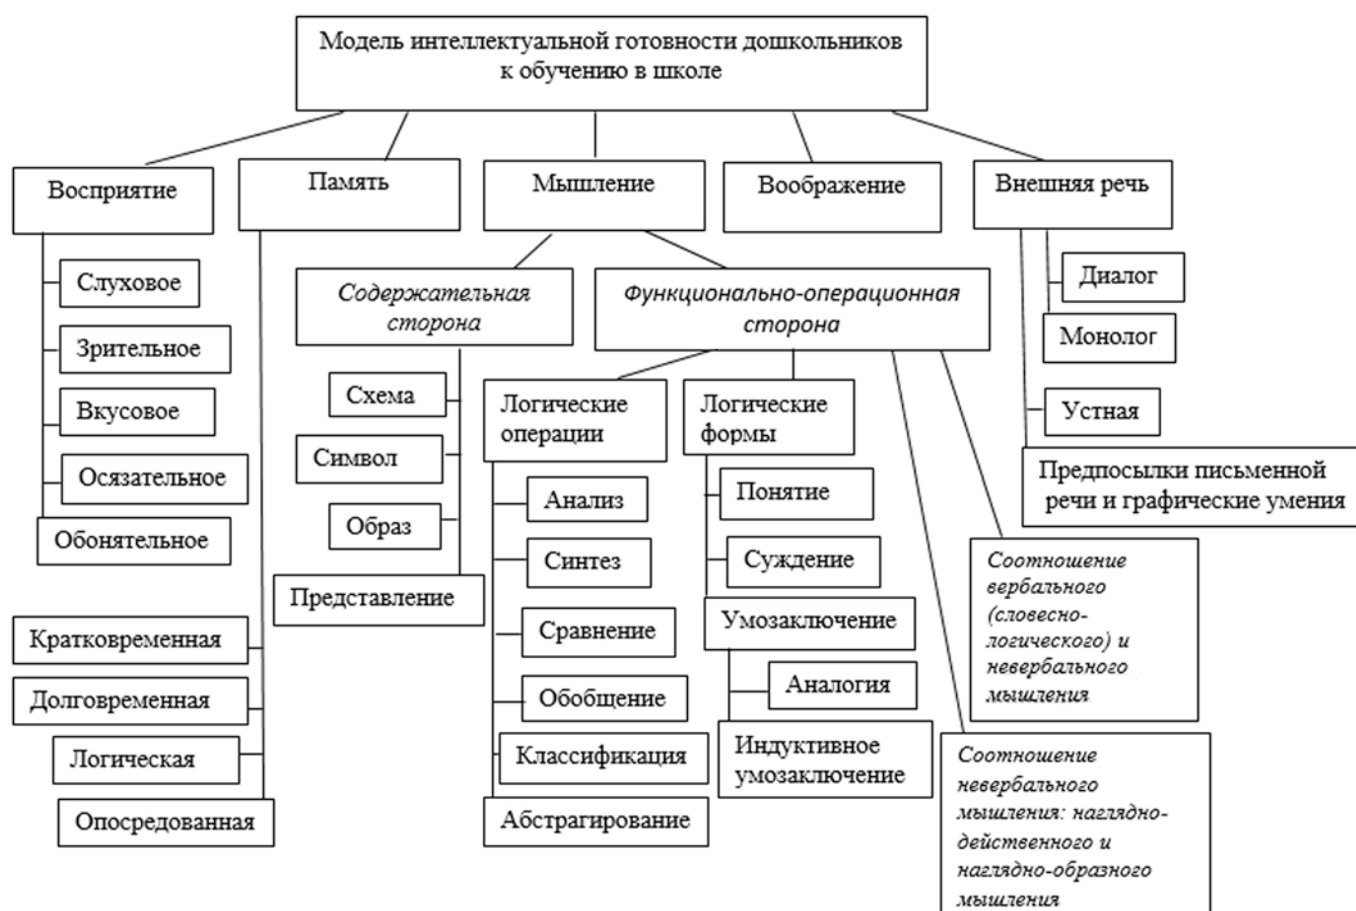 Модель интеллектуальной готовности дошкольников
к обучению в школе
Восприятие
Память
Мышление
Воображение
Внешняя речь
Слуховое
Зрительное
Вкусовое
Осязательное
Обонятельное
Кратковременная
Долговременная
Логическая
Опосредованная
Содержательная
сторона
Схема
Символ
Образ
Представление
Функционально-операционная
сторона
Логические
операции
Анализ
Синтез
Сравнение
Обобщение
Классификация
Абстрагирование
Логические
формы
Понятие
Суждение
Умозаключение
Аналогия
Индуктивное
умозаключение
Соотношение
невербального
мышления: наглядно-
действенного и
наглядно-образного
мышления
Соотношение
вербального
(словесно-
логического) и
невербального
мышления
Диалог
Монолог
Устная
Предпосылки письменной
речи и графические умения